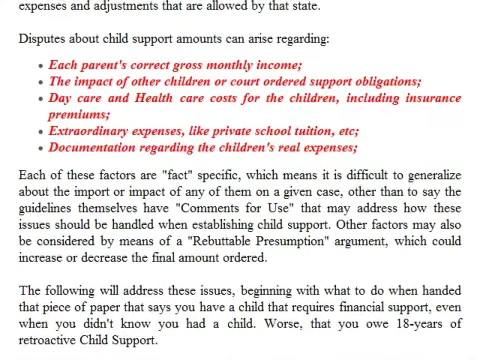 expenses and adjustments that are allowed by that state.
Disputes about child support amounts can arise regarding:
• Each parent's correct gross monthly income;
• The impact of other children or court ordered support obligations;
• Day care and Health care costs for the children, including insurance
premiums;
• Extraordinary expenses, like private school tuition, etc;
• Documentation regarding the children's real expenses;
Each of these factors are "fact" specific, which means it is difficult to generalize
about the import or impact of any of them on a given case, other than to say the
guidelines themselves have "Comments for Use" that may address how these
issues should be handled when establishing child support. Other factors may also
be considered by means of a "Rebuttable Presumption" argument, which could
increase or decrease the final amount ordered.
The following will address these issues, beginning with what to do when handed
that piece of paper that says you have a child that requires financial support, even
when you didn't know you had a child. Worse, that you owe 18-years of
retroactive Child Support.